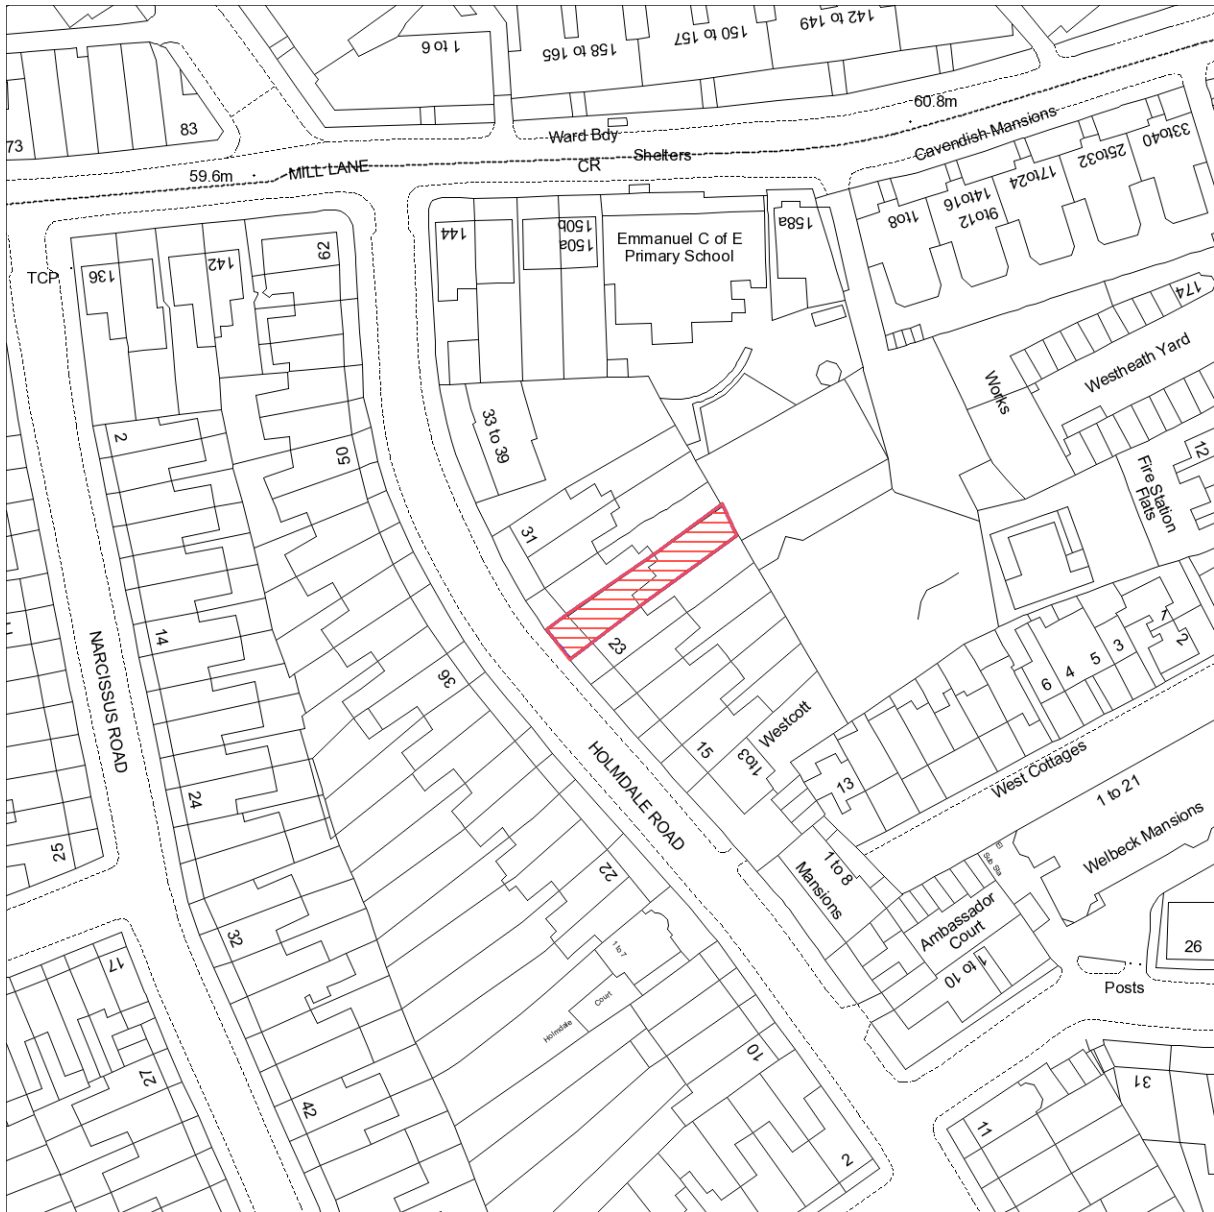 1 to 6
158 to 165
150 to 157
142 to 149
73
83
60.8m
Ward Bdy
Cavendish Mansions
33to40
25to32
17to24
14to16
9to12
1to8
MILL LANE
59.6m
CR
Shelters
TCP
136
142
62
144
150b
150a
Emmanuel C of E
Primary School
158a
174
Westheath Yard
Works
33 to 39
2
50
31
Fire Station
Flats
12
14
23
NARCISSUS ROAD
36
15
Westcott
1to3
13
6
4
5
3
1
2
HOLMDALE ROAD
West Cottages
1 to 21
Welbeck Mansions
24
25
22
1 to 8
Mansions
El
Sub Sta
Ambassador
Court
1 to 10
26
Posts
32
17
1 to 7
Holmdale
Court
10
27
42
31
11
2